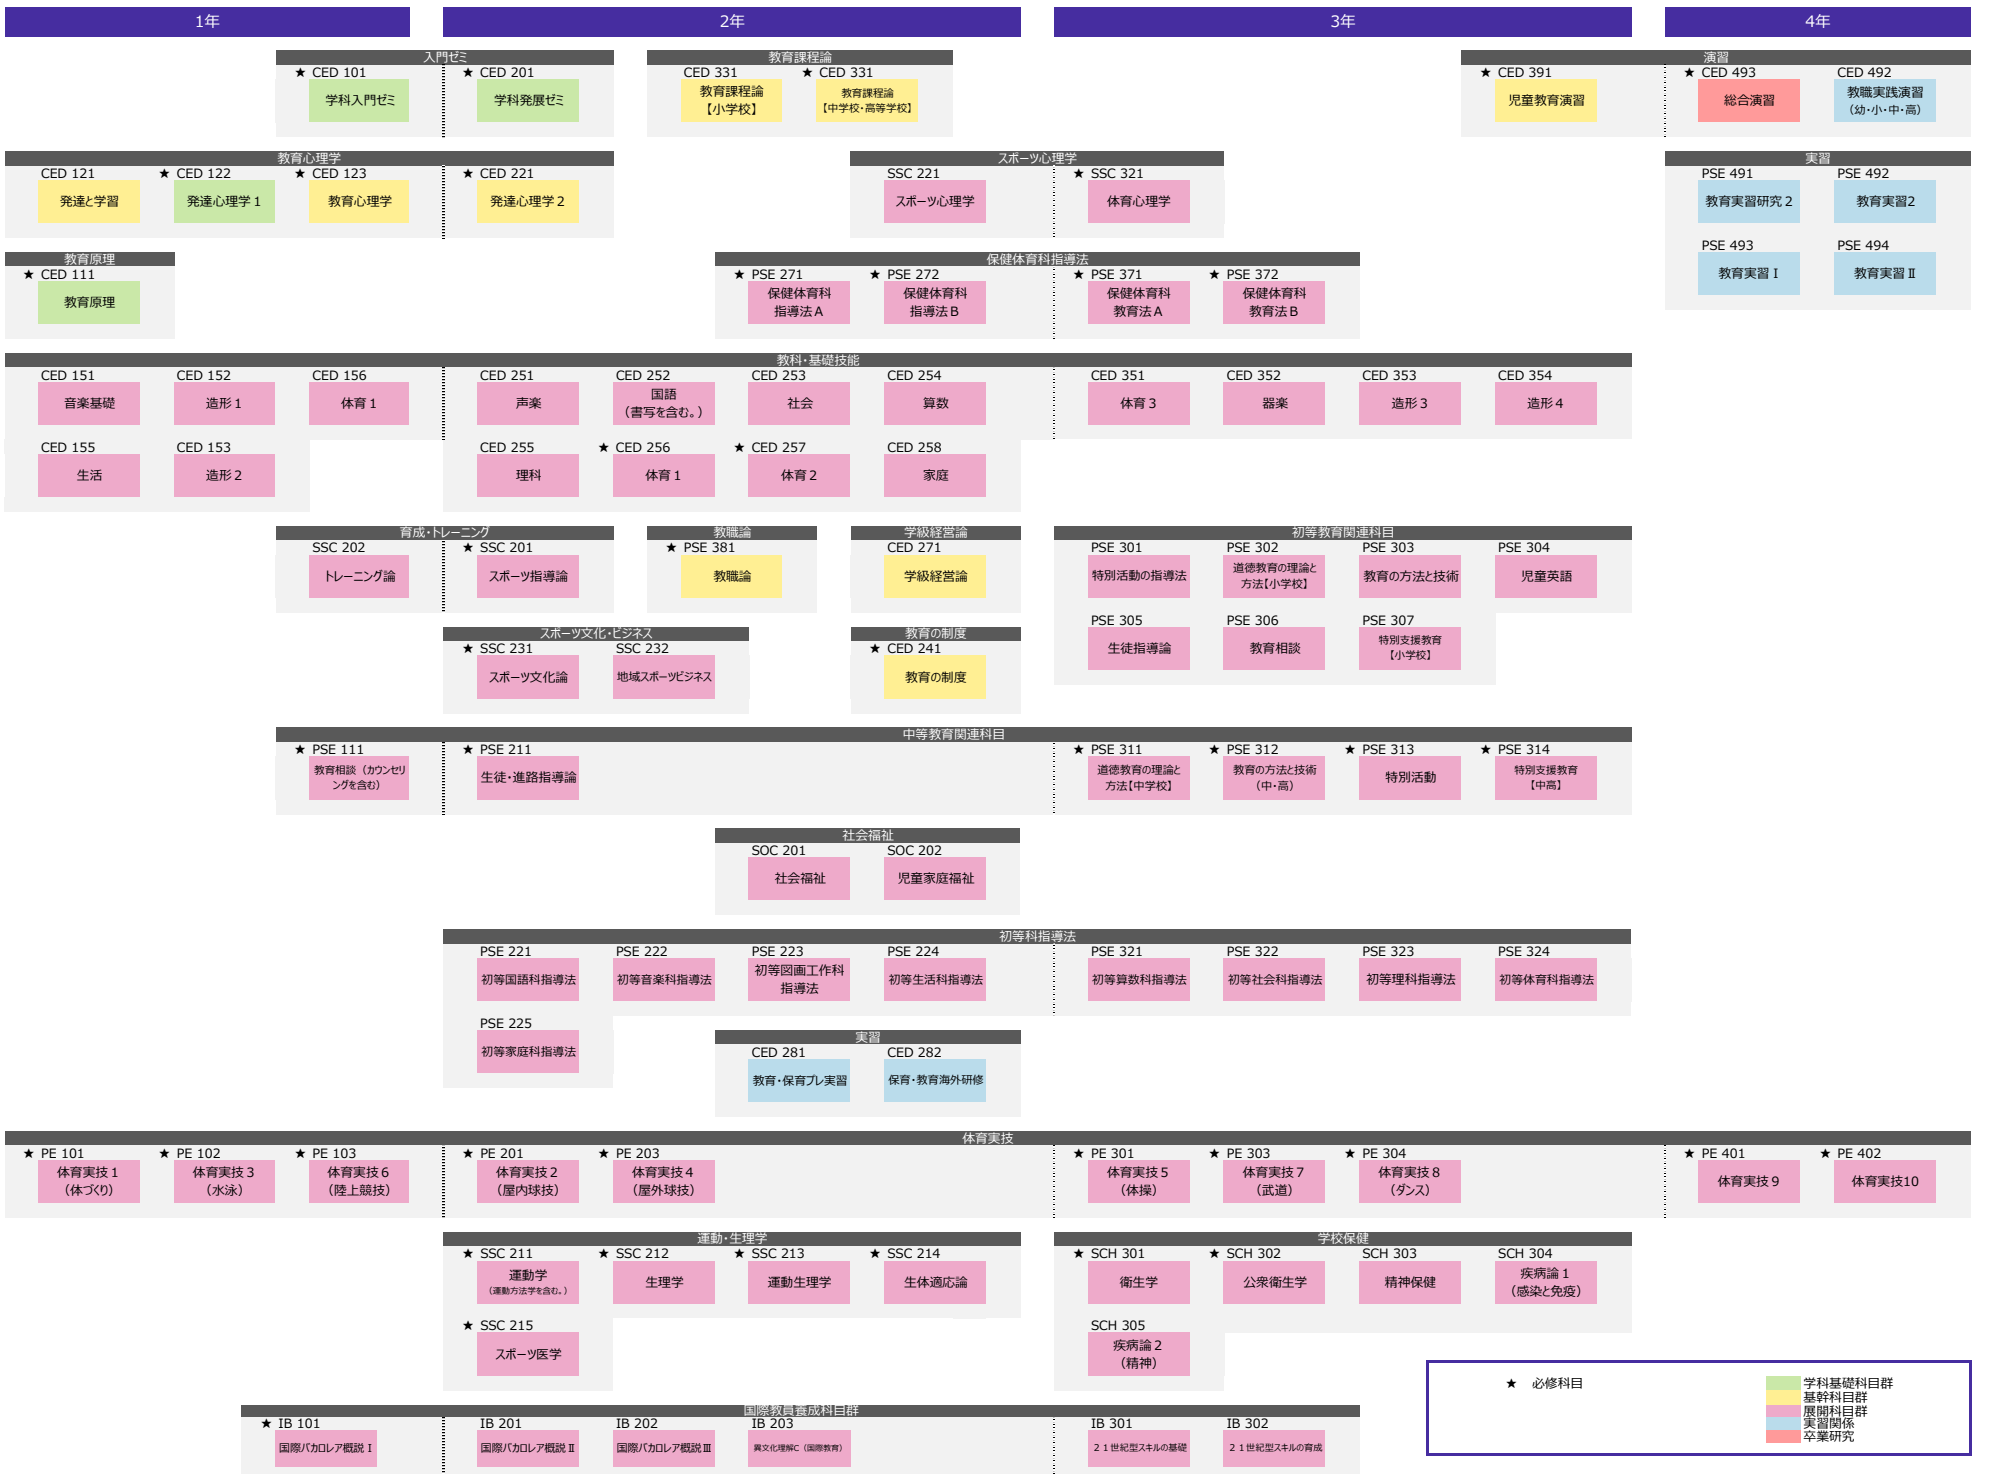 1年
2年
3年
4年
入門ゼミ
教育課程論
演習
★ CED 101
★ CED 201
CED 331
★ CED 331
★ CED 391
★ CED 493
CED 492
学科入門ゼミ
学科発展ゼミ
教育課程論
【小学校】
教育課程論
【中学校・高等学校】
児童教育演習
総合演習
教職実践演習
（幼・小・中・高）
教育心理学
スポーツ心理学
実習
CED 121
★ CED 122
★ CED 123
★ CED 221
SSC 221
★ SSC 321
PSE 491
PSE 492
発達と学習
発達心理学１
教育心理学
発達心理学２
スポーツ心理学
体育心理学
教育実習研究２
教育実習2
教育原理
保健体育科指導法
PSE 493
PSE 494
★ CED 111
★ PSE 271
★ PSE 272
★ PSE 371
★ PSE 372
教育実習Ⅰ
教育実習Ⅱ
教育原理
保健体育科
指導法Ａ
保健体育科
指導法Ｂ
保健体育科
教育法Ａ
保健体育科
教育法Ｂ
教科・基礎技能
CED 151
CED 152
CED 156
CED 251
CED 252
CED 253
CED 254
CED 351
CED 352
CED 353
CED 354
音楽基礎
造形１
体育１
声楽
国語
（書写を含む。）
社会
算数
体育３
器楽
造形３
造形４
CED 155
CED 153
CED 255
★ CED 256
★ CED 257
CED 258
生活
造形２
理科
体育１
体育２
家庭
育成・トレーニング
教職論
学級経営論
初等教育関連科目
SSC 202
★ SSC 201
★ PSE 381
CED 271
PSE 301
PSE 302
PSE 303
PSE 304
トレーニング論
スポーツ指導論
教職論
学級経営論
特別活動の指導法
道徳教育の理論と
方法【小学校】
教育の方法と技術
児童英語
スポーツ文化・ビジネス
教育の制度
PSE 305
PSE 306
PSE 307
★ SSC 231
SSC 232
★ CED 241
生徒指導論
教育相談
特別支援教育
【小学校】
スポーツ文化論
地域スポーツビジネス
教育の制度
中等教育関連科目
★ PSE 111
★ PSE 211
★ PSE 311
★ PSE 312
★ PSE 313
★ PSE 314
教育相談（カウンセリ
ングを含む）
生徒・進路指導論
道徳教育の理論と
方法【中学校】
教育の方法と技術
（中・高）
特別活動
特別支援教育
【中高】
社会福祉
SOC 201
SOC 202
社会福祉
児童家庭福祉
初等科指導法
PSE 221
PSE 222
PSE 223
PSE 224
PSE 321
PSE 322
PSE 323
PSE 324
初等国語科指導法
初等音楽科指導法
初等図画工作科
指導法
初等生活科指導法
初等算数科指導法
初等社会科指導法
初等理科指導法
初等体育科指導法
PSE 225
初等家庭科指導法
実習
CED 281
CED 282
教育・保育プレ実習
保育・教育海外研修
体育実技
★ PE 101
★ PE 102
★ PE 103
★ PE 201
★ PE 203
★ PE 301
★ PE 303
★ PE 304
★ PE 401
★ PE 402
体育実技１
（体づくり）
体育実技３
（水泳）
体育実技６
（陸上競技）
体育実技２
（屋内球技）
体育実技４
（屋外球技）
体育実技５
（体操）
体育実技７
（武道）
体育実技８
（ダンス）
体育実技９
体育実技10
運動・生理学
学校保健
★ SSC 211
★ SSC 212
★ SSC 213
★ SSC 214
★ SCH 301
★ SCH 302
SCH 303
SCH 304
運動学
（運動方法学を含む。）
生理学
運動生理学
生体適応論
衛生学
公衆衛生学
精神保健
疾病論１
（感染と免疫）
★ SSC 215
SCH 305
スポーツ医学
疾病論２
（精神）
★ 必修科目
学科基礎科目群
基幹科目群
展開科目群
実習関係
卒業研究
国際教員養成科目群
★ IB 101
IB 201
IB 202
IB 203
IB 301
IB 302
国際バカロレア概説Ⅰ
国際バカロレア概説Ⅱ
国際バカロレア概説Ⅲ
異文化理解C（国際教育）
２１世紀型スキルの基礎
２１世紀型スキルの育成